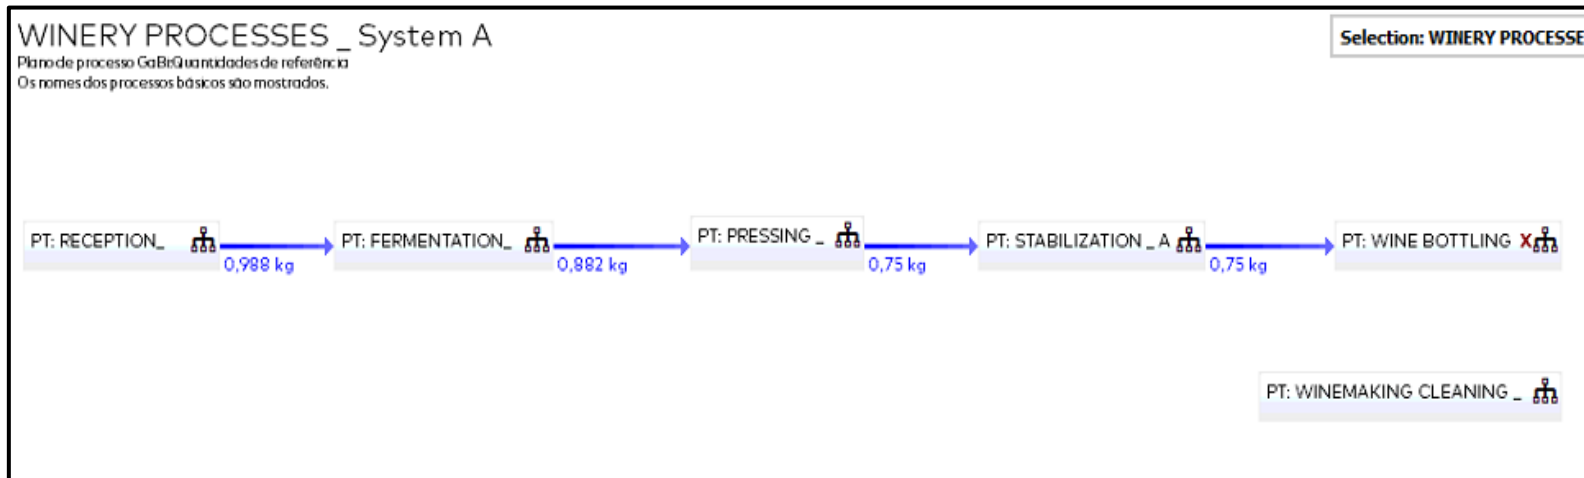 WINERY PROCESSES _ System A
Plano de processo GaBi:Quantidades de referência
Os nomes dos processos básicos são mostrados.
Selection: WINERY PROCESSE
PT: RECEPTION_
0,988 kg
PT: FERMENTATION_
0,882 kg
PT: PRESSING _
0,75 kg
PT: STABILIZATION _ A
0,75 kg
PT: WINE BOTTLING X
PT: WINEMAKING CLEANING _